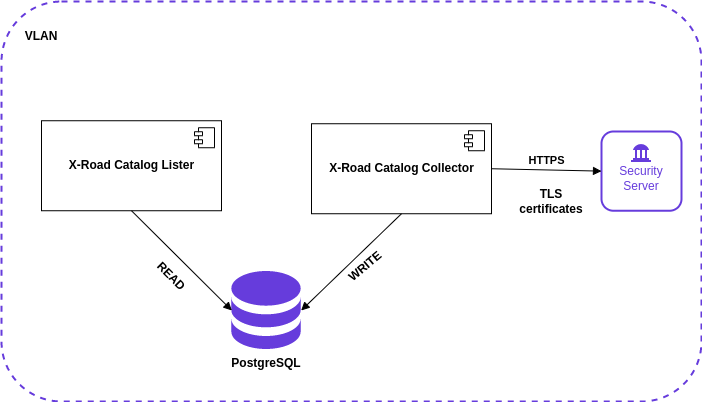 VLAN
X-Road Catalog Lister
X-Road Catalog Collector
HTTPS
TLS
certificates
Security
Server
READ
WRITE
PostgreSQL